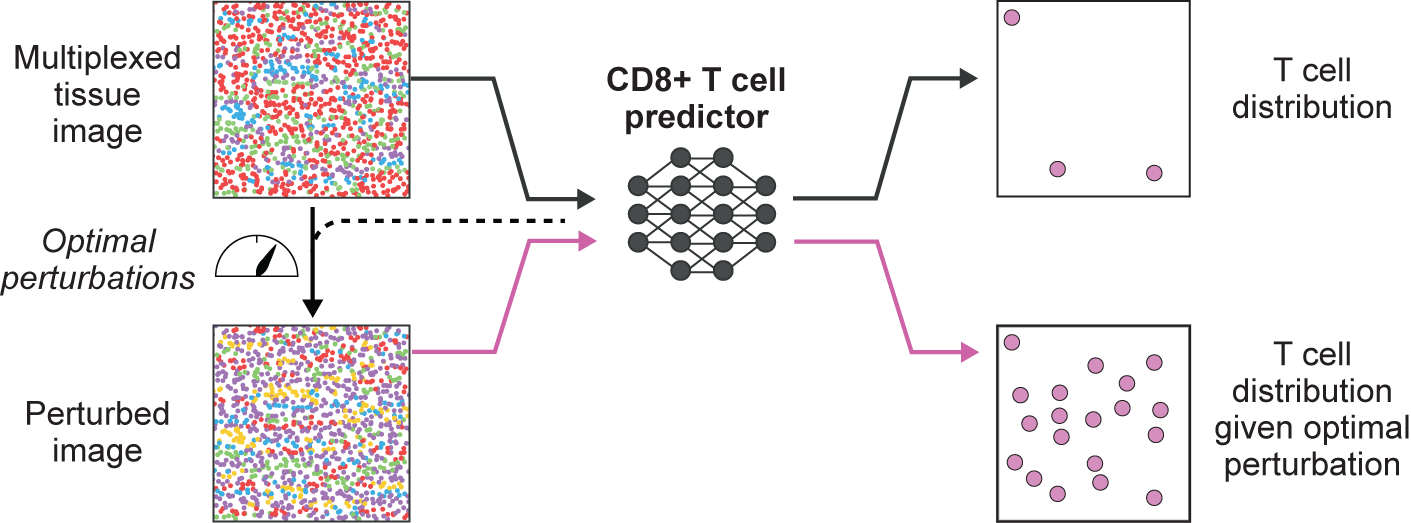 Multiplexed
tissue
image
CD8+ T cell
predictor
T cell
distribution
Optimal
perturbations
Perturbed
image
T cell
distribution
given optimal
perturbation